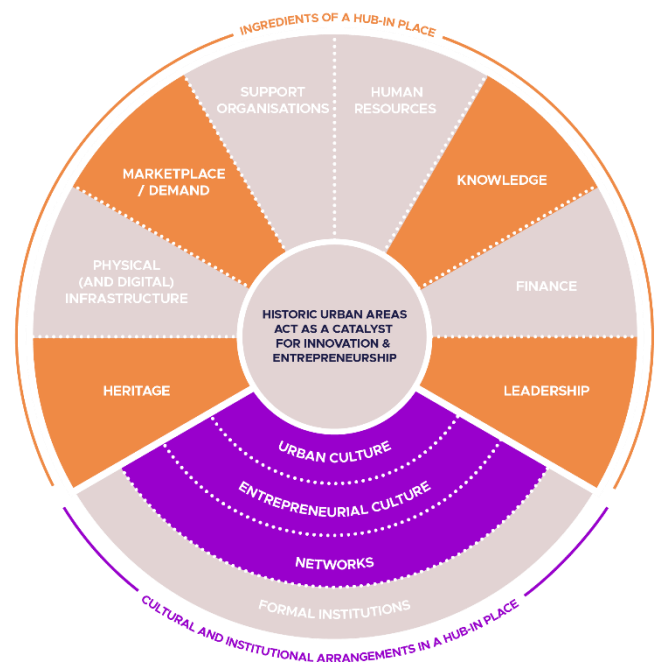 INGREDIENTS OF A HUB-IN PLACE
SUPPORT
ORGANISATIONS
HUMAN
RESOURCES
MARKETPLACE
/ DEMAND
KNOWLEDGE
PHYSICAL
(AND DIGITAL)
INFRASTRUCTURE
FINANCE
HISTORIC URBAN AREAS
ACT AS A CATALYST
FOR INNOVATION &
ENTREPRENEURSHIP
HERITAGE
LEADERSHIP
URBAN CULTURE
ENTREPRENEURIAL CULTURE
NETWORKS
FORMAL INSTITUTIONS
CULTURAL AND INSTITUTIONAL ARRANGEMENTS IN A HUB-IN PLACE